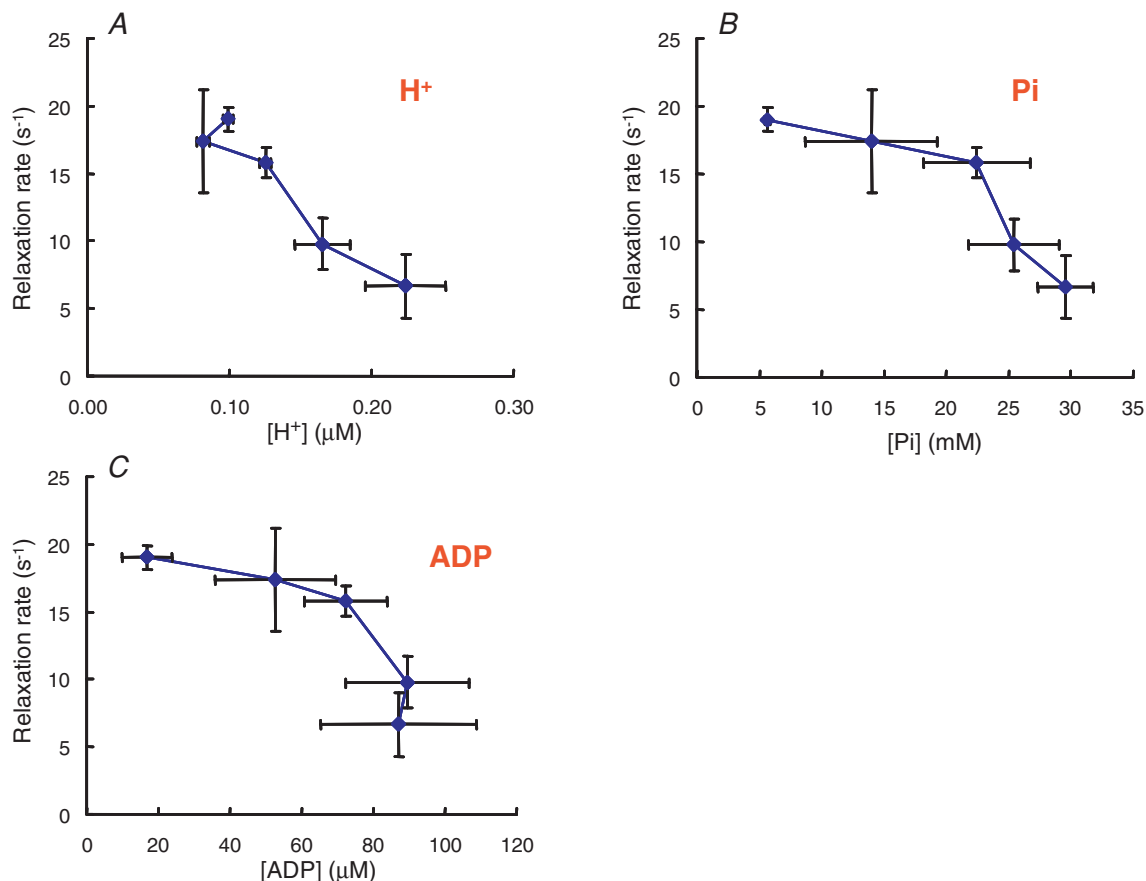 A
25
20
15
10
5
0
Relaxation rate (s⁻¹)
H⁺
0.00 0.10 0.20 0.30
[H⁺] (μM)
B
25
20
15
10
5
0
Relaxation rate (s⁻¹)
Pi
0 5 10 15 20 25 30 35
[Pi] (mM)
C
25
20
15
10
5
0
Relaxation rate (s⁻¹)
ADP
0 20 40 60 80 100 120
[ADP] (μM)